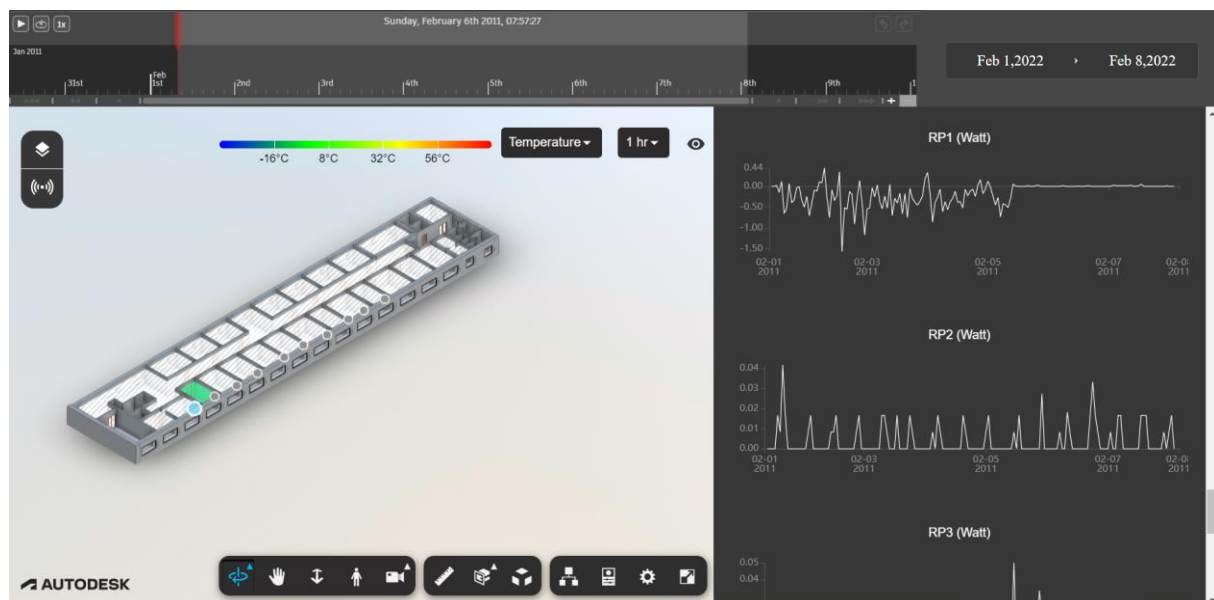 1x
Sunday, February 6th 2011, 07:57:27
Jan 2011
31st
Feb
1st
2nd
3rd
4th
5th
6th
7th
8th
9th
Feb 1,2022 › Feb 8,2022
Temperature
1 hr
-16°C 8°C 32°C 56°C
RP1 (Watt)
0.44
0.00
-0.50
-1.00
-1.50
02-01 02-03 02-05 02-07
2011 2011 2011 2011 2011
RP2 (Watt)
0.04
0.03
0.02
0.01
0.00
02-01 02-03 02-05 02-07
2011 2011 2011 2011 2011
RP3 (Watt)
0.05
0.04
AUTODESK